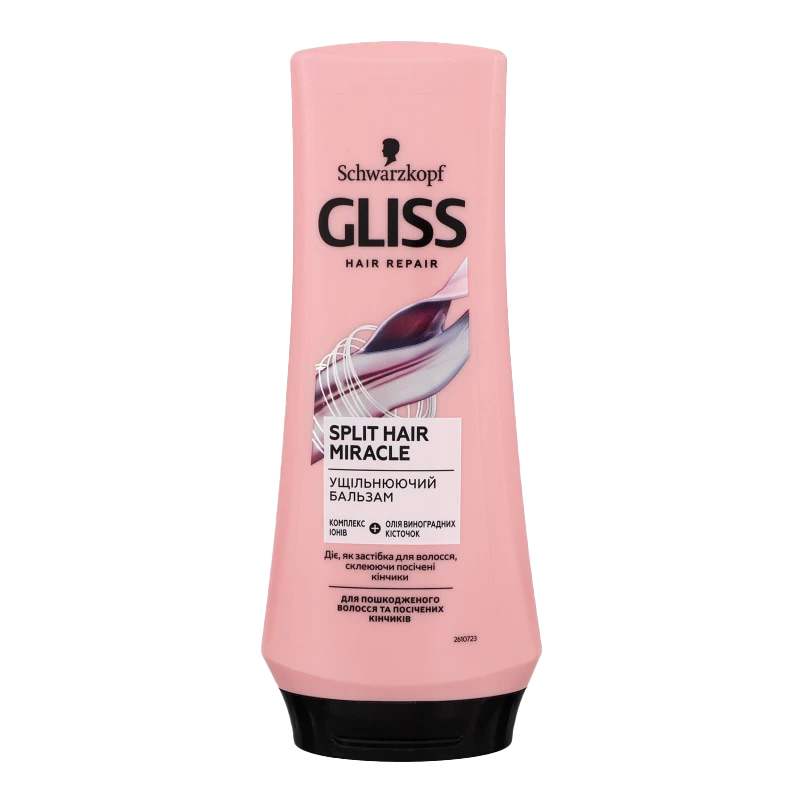 Schwarzkopf
GLISS
HAIR REPAIR
SPLIT HAIR
MIRACLE
УЩІЛЬНЮЮЧИЙ
БАЛЬЗАМ
КОМПЛЕКС
ІОНІВ
+
ОЛІЯ ВИНОГРАДНИХ
КІСТОЧОК
Діє, як застібка для волосся,
склеюючи посічені
кінчики
ДЛЯ ПОШКОДЖЕНОГО
ВОЛОССЯ ТА ПОСІЧЕНИХ
КІНЧИКІВ
2610723